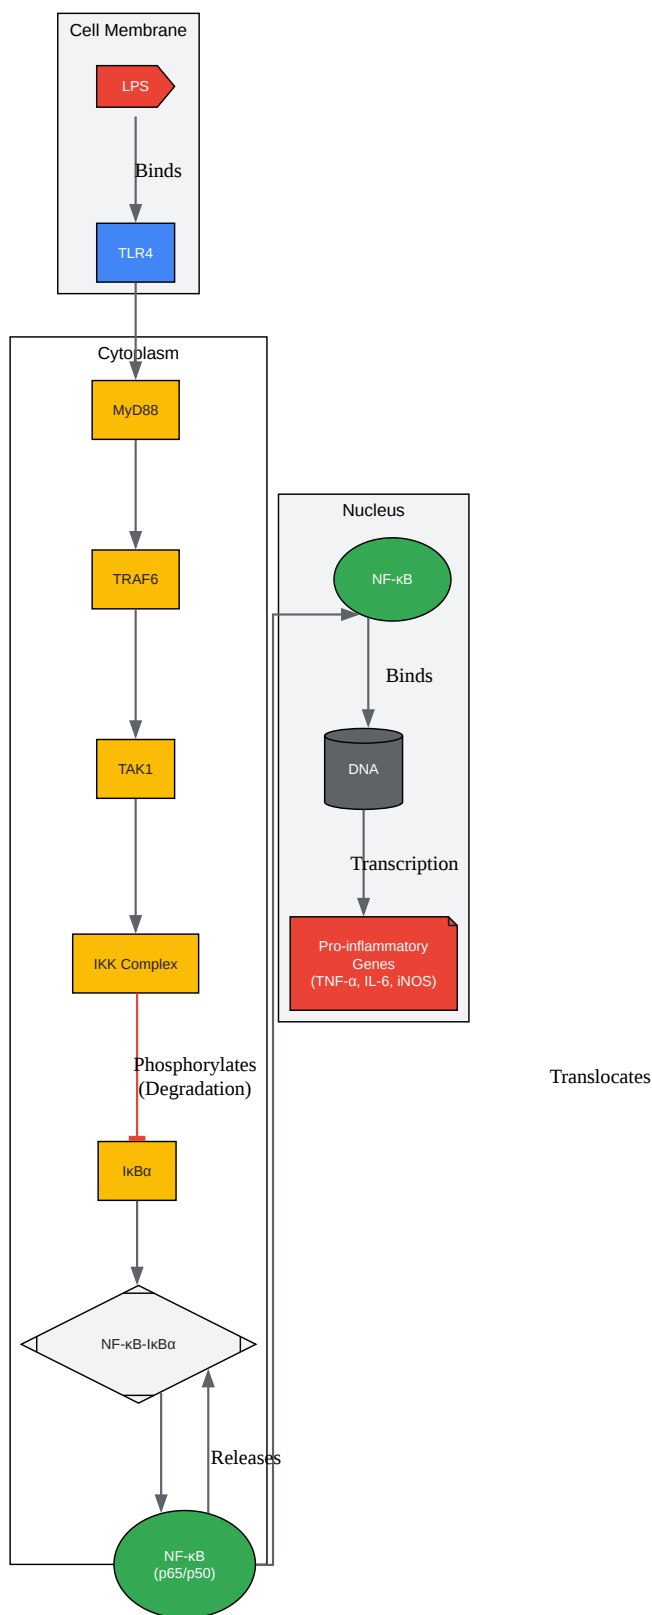 Cell Membrane
LPS
Binds
TLR4
Cytoplasm
MyD88
TRAF6
TAK1
IKK Complex
Phosphorylates
(Degradation)
IκBα
NF-κB-IκBα
Releases
NF-κB
(p65/p50)
Nucleus
NF-κB
Binds
DNA
Transcription
Pro-inflammatory
Genes
(TNF-α, IL-6, iNOS)
Translocates